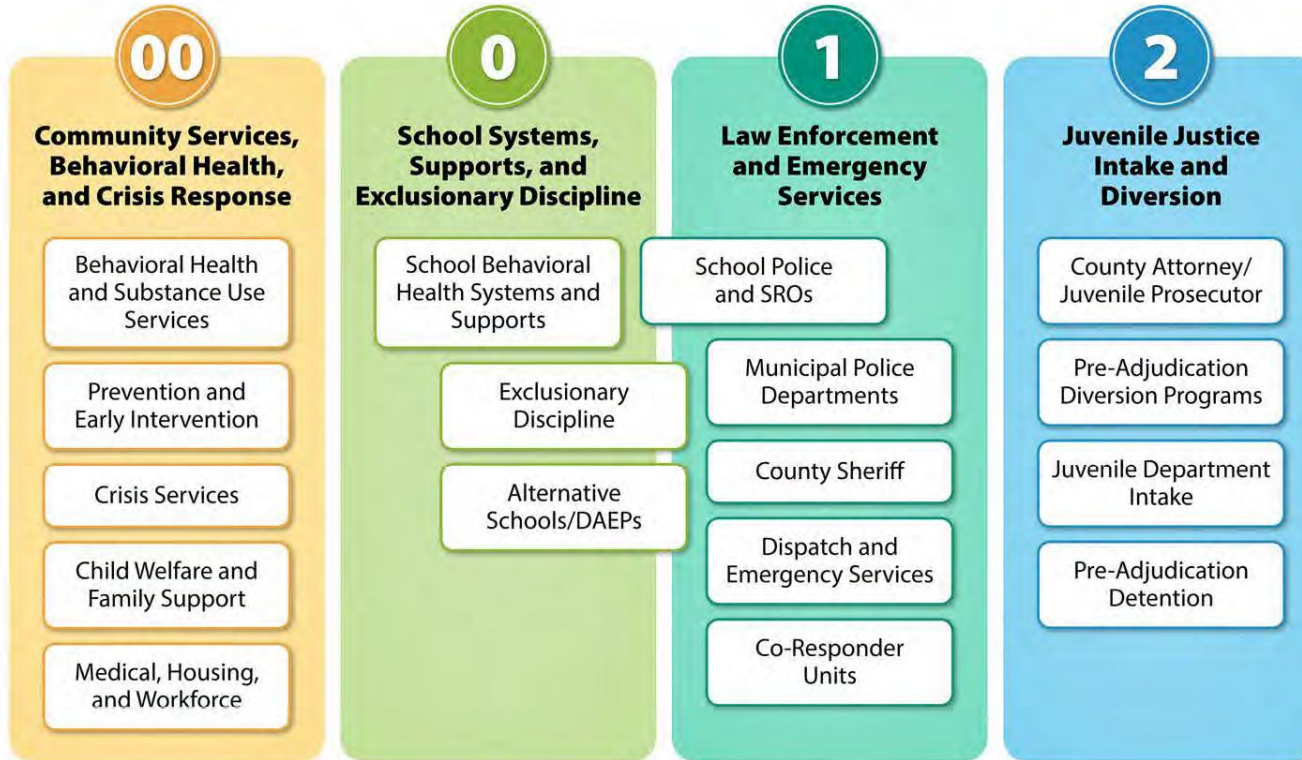 00
Community Services,
Behavioral Health,
and Crisis Response
Behavioral Health
and Substance Use
Services
Prevention and
Early Intervention
Crisis Services
Child Welfare and
Family Support
Medical, Housing,
and Workforce
0
School Systems,
Supports, and
Exclusionary Discipline
School Behavioral
Health Systems and
Supports
Exclusionary
Discipline
Alternative
Schools/DAEPs
1
Law Enforcement
and Emergency
Services
School Police
and SROs
Municipal Police
Departments
County Sheriff
Dispatch and
Emergency Services
Co-Responder
Units
2
Juvenile Justice
Intake and
Diversion
County Attorney/
Juvenile Prosecutor
Pre-Adjudication
Diversion Programs
Juvenile Department
Intake
Pre-Adjudication
Detention